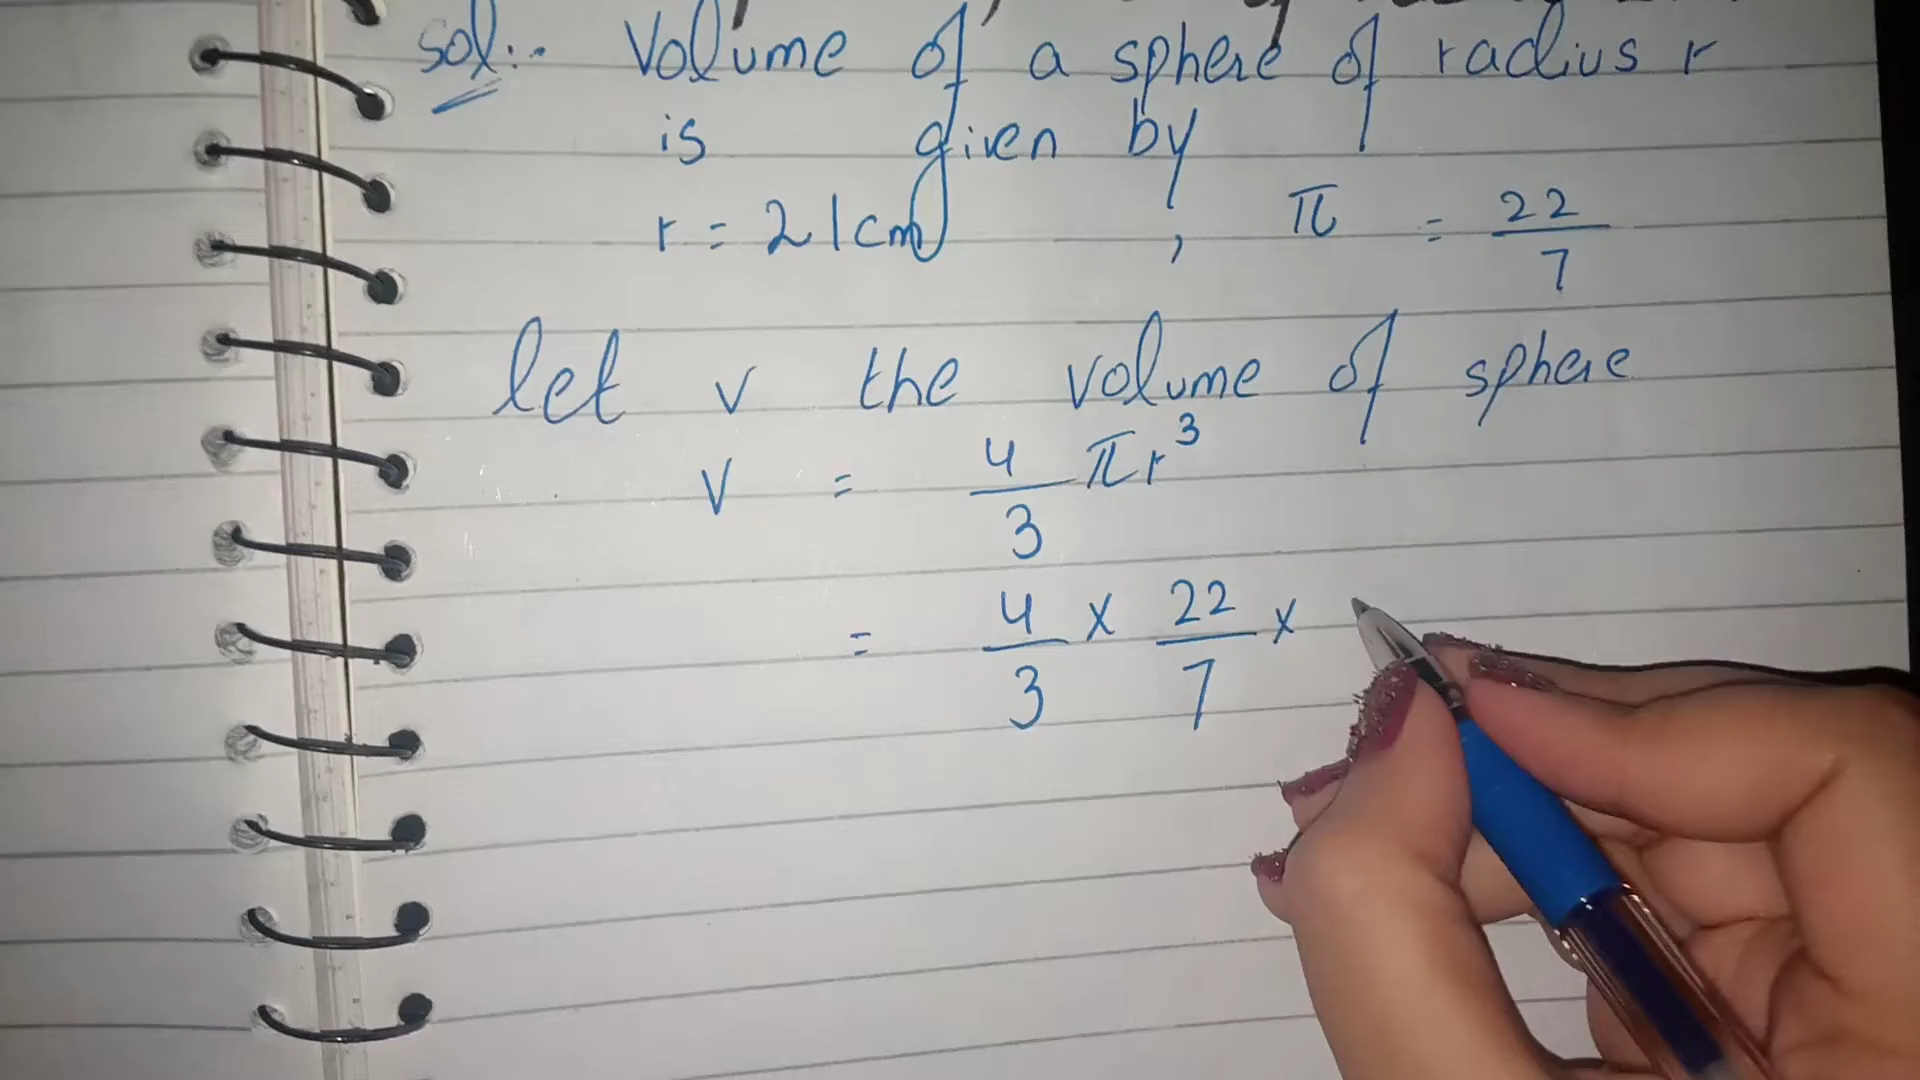 sol:- Volume of a sphere of radius r
is given by
r = 21cm , π = 22/7
let v the volume of sphere
v = 4/3 πr³
= 4/3 × 22/7 ×